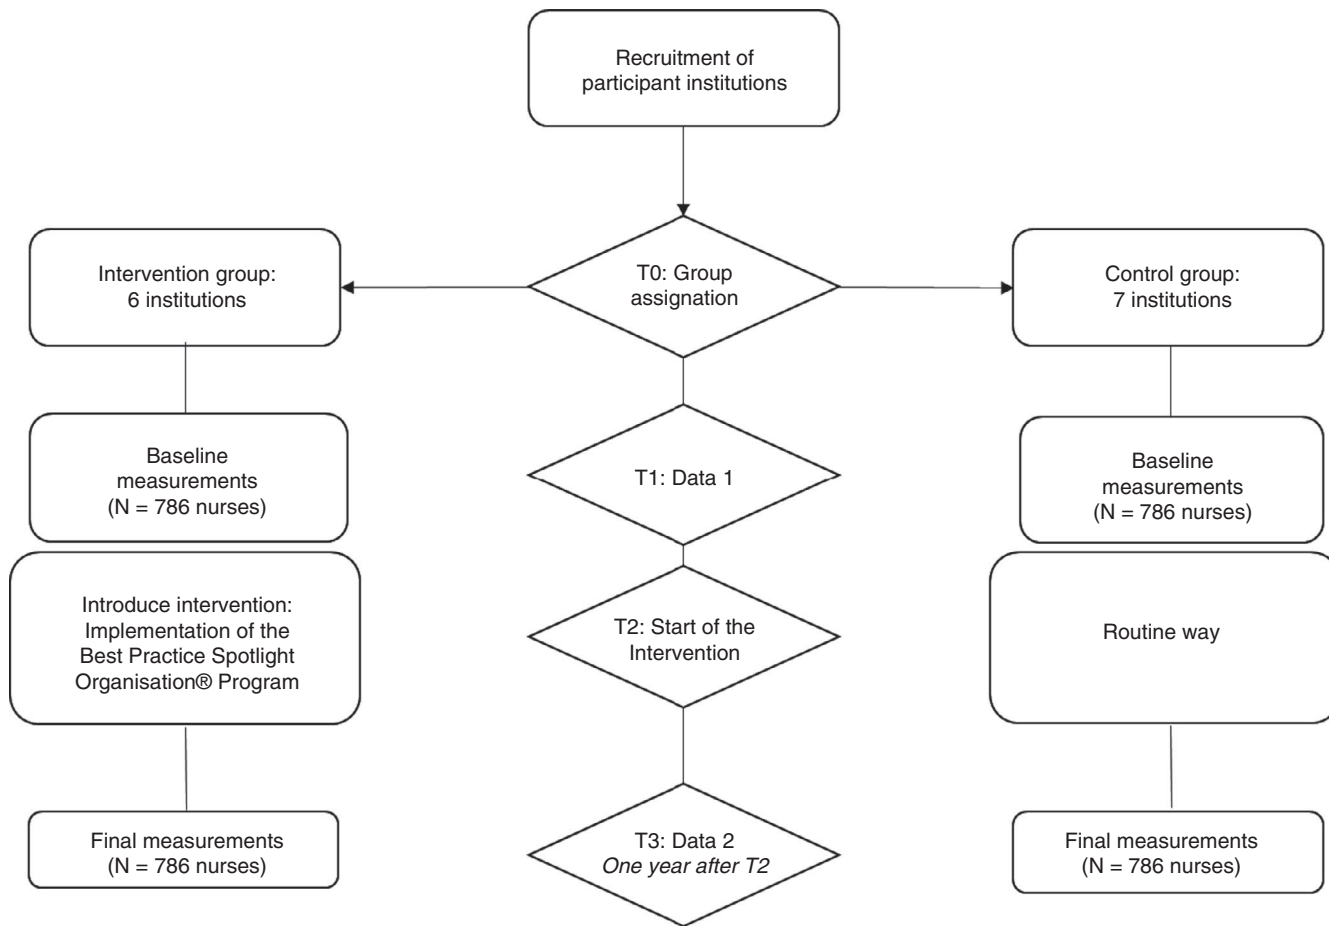 Recruitment of
participant institutions
Intervention group:
6 institutions
T0: Group
assignation
Control group:
7 institutions
Baseline
measurements
(N = 786 nurses)
T1: Data 1
Baseline
measurements
(N = 786 nurses)
Introduce intervention:
Implementation of the
Best Practice Spotlight
Organisation® Program
T2: Start of the
Intervention
Routine way
Final measurements
(N = 786 nurses)
T3: Data 2
One year after T2
Final measurements
(N = 786 nurses)